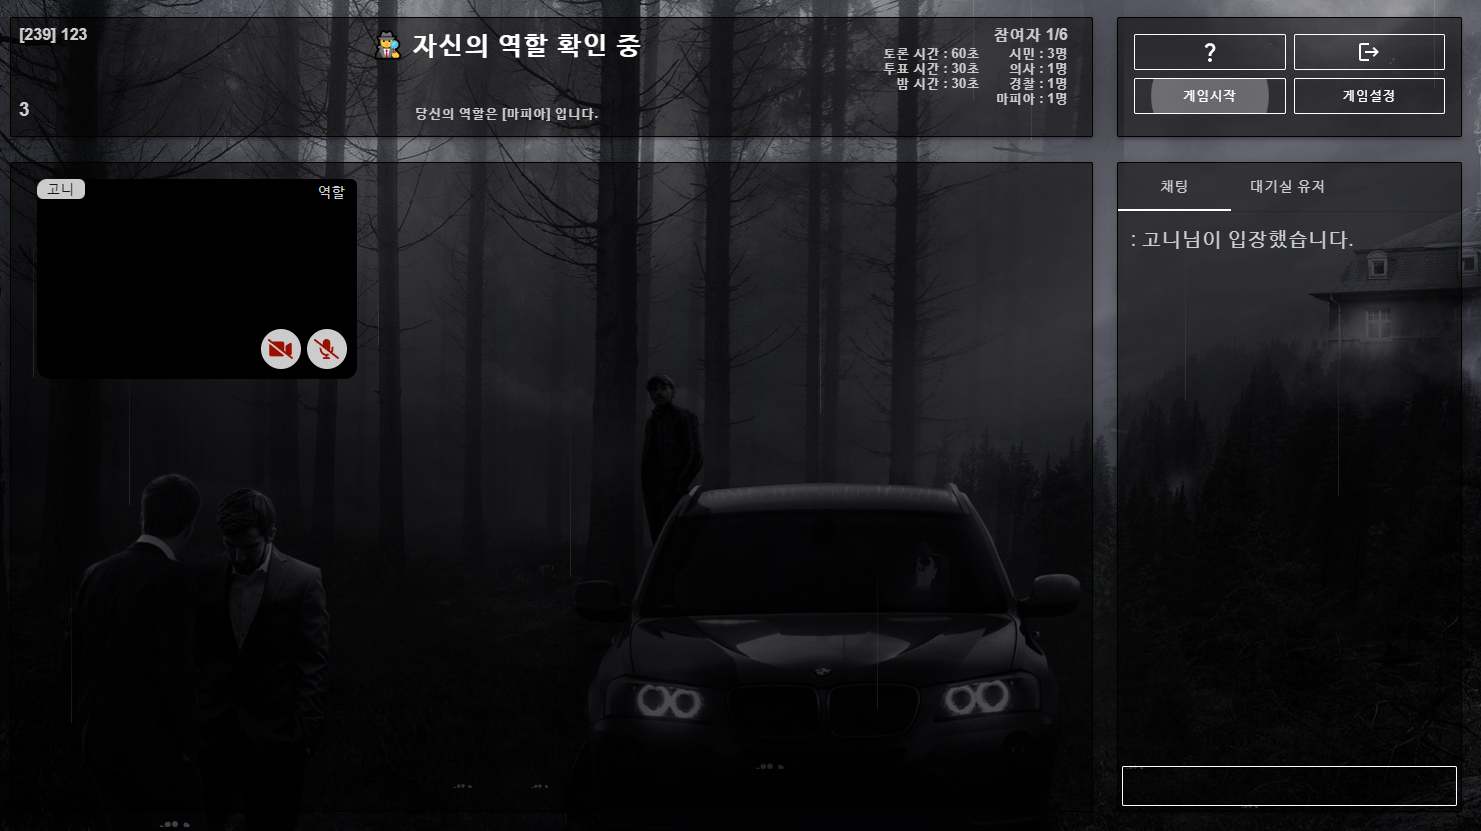 [239] 123
자신의 역할 확인 중
3
당신의 역할은 [마피아] 입니다.
참여자 1/6
토론 시간 : 60초
투표 시간 : 30초
밤 시간 : 30초
시민 : 3명
의사 : 1명
경찰 : 1명
마피아 : 1명
?
게임시작
게임설정
고니
역할
채팅
대기실 유저
: 고니님이 입장했습니다.